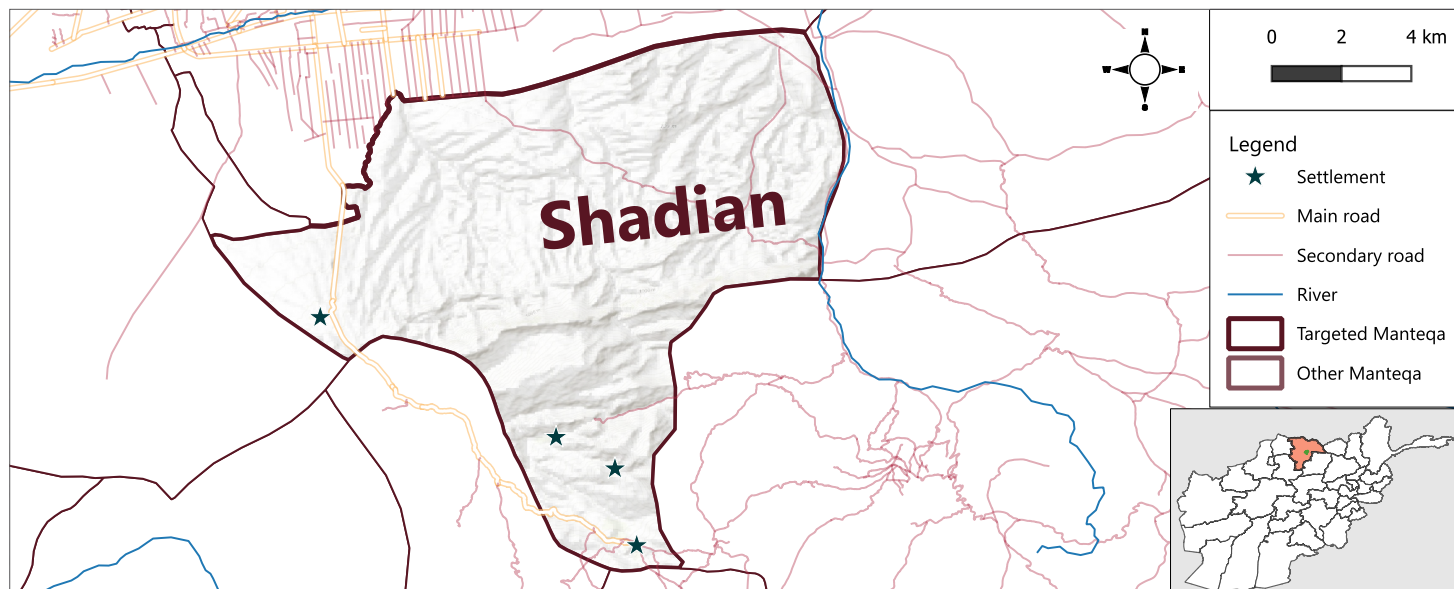 0 2 4 km
Legend
Settlement
Main road
Secondary road
River
Targeted Manteqa
Other Manteqa
Shadian